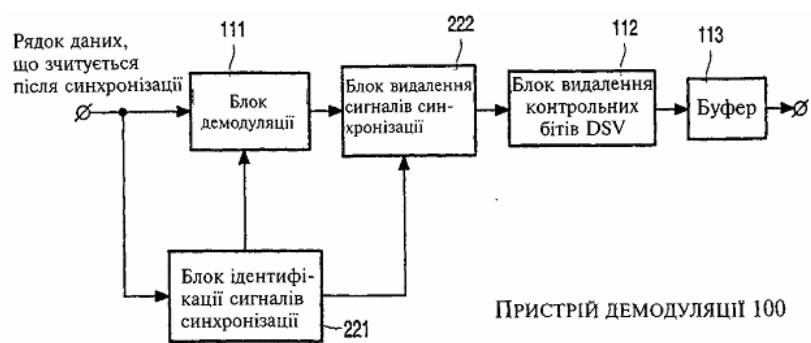 Рядок даних,
що зчитується
після синхронізації
111
Блок
демодуляції
222
Блок видалення
сигналів син-
хронізації
112
Блок видалення
контрольних
бітів DSV
113
Буфер
Блок ідентифі-
кації сигналів
синхронізації
221
ПРИСТРІЙ ДЕМОДУЛЯЦІЇ 100